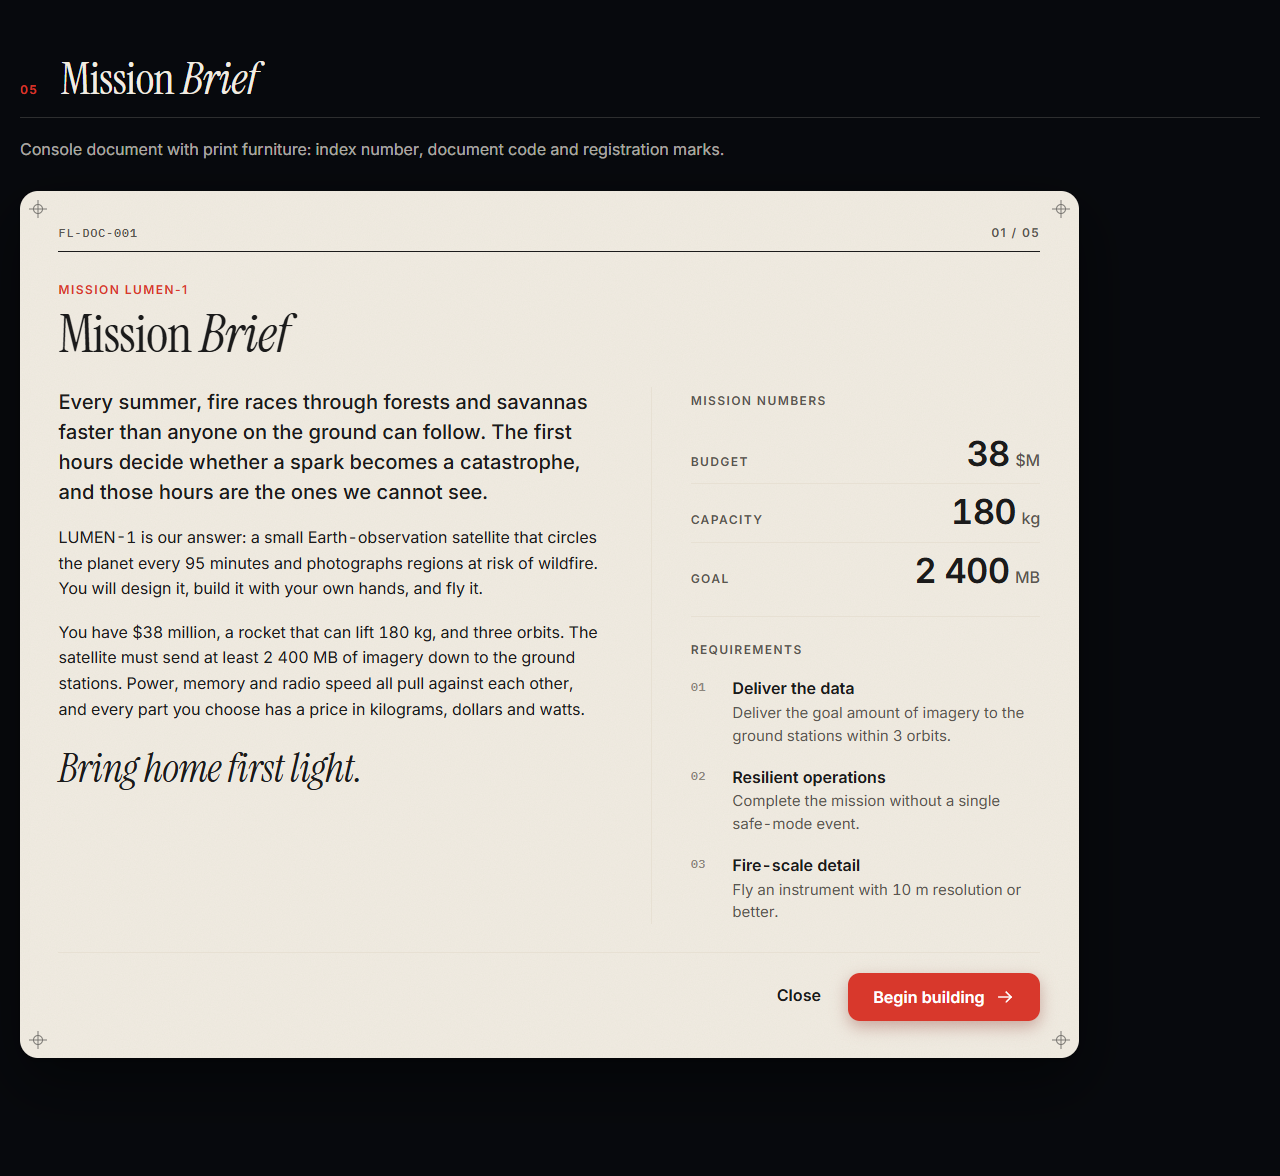 05
Mission Brief
Console document with print furniture: index number, document code and registration marks.
FL-DOC-001
01 / 05
MISSION LUMEN-1
Mission Brief
Every summer, fire races through forests and savannas
faster than anyone on the ground can follow. The first
hours decide whether a spark becomes a catastrophe,
and those hours are the ones we cannot see.
LUMEN-1 is our answer: a small Earth-observation satellite that circles
the planet every 95 minutes and photographs regions at risk of wildfire.
You will design it, build it with your own hands, and fly it.
You have $38 million, a rocket that can lift 180 kg, and three orbits. The
satellite must send at least 2 400 MB of imagery down to the ground
stations. Power, memory and radio speed all pull against each other,
and every part you choose has a price in kilograms, dollars and watts.
Bring home first light.
MISSION NUMBERS
BUDGET 38 $M
CAPACITY 180 kg
GOAL 2 400 MB
REQUIREMENTS
01 Deliver the data
Deliver the goal amount of imagery to the
ground stations within 3 orbits.
02 Resilient operations
Complete the mission without a single
safe-mode event.
03 Fire-scale detail
Fly an instrument with 10 m resolution or
better.
Close
Begin building →